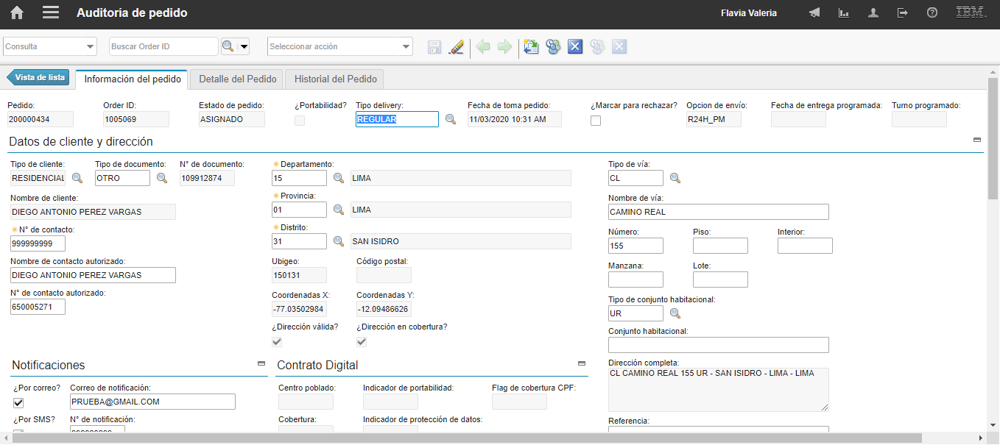 Auditoría de pedido
Flavia Valeria
IBM.
Consulta
Buscar Order ID
Seleccionar acción
Vista de lista
Información del pedido
Detalle del Pedido
Historial del Pedido
Pedido: Order ID: Estado de pedido: ¿Portabilidad? Tipo delivery: Fecha de toma pedido: ¿Marcar para rechazar? Opcion de envío: Fecha de entrega programada: Turno programado:
200000434 1005069 ASIGNADO REGULAR 11/03/2020 10:31 AM R24H_PM
Datos de cliente y dirección
Tipo de cliente: Tipo de documento: N° de documento:
RESIDENCIAL OTRO 109912874
Nombre de cliente:
DIEGO ANTONIO PEREZ VARGAS
N° de contacto:
999999999
Nombre de contacto autorizado:
DIEGO ANTONIO PEREZ VARGAS
N° de contacto autorizado:
650005271
Departamento:
15 LIMA
Provincia:
01 LIMA
Distrito:
31 SAN ISIDRO
Ubigeo: Código postal:
150131
Coordenadas X: Coordenadas Y:
-77.03502984 -12.09486626
¿Dirección válida? ¿Dirección en cobertura?
Tipo de vía:
CL
Nombre de vía:
CAMINO REAL
Número: Piso: Interior:
155
Manzana: Lote:
Tipo de conjunto habitacional:
UR
Conjunto habitacional:
Dirección completa:
CL CAMINO REAL 155 UR - SAN ISIDRO - LIMA - LIMA
Referencia:
Notificaciones
¿Por correo? Correo de notificación:
PRUEBA@GMAIL.COM
¿Por SMS? N° de notificación:
Contrato Digital
Centro poblado: Indicador de portabilidad: Flag de cobertura CPF:
Cobertura: Indicador de protección de datos: